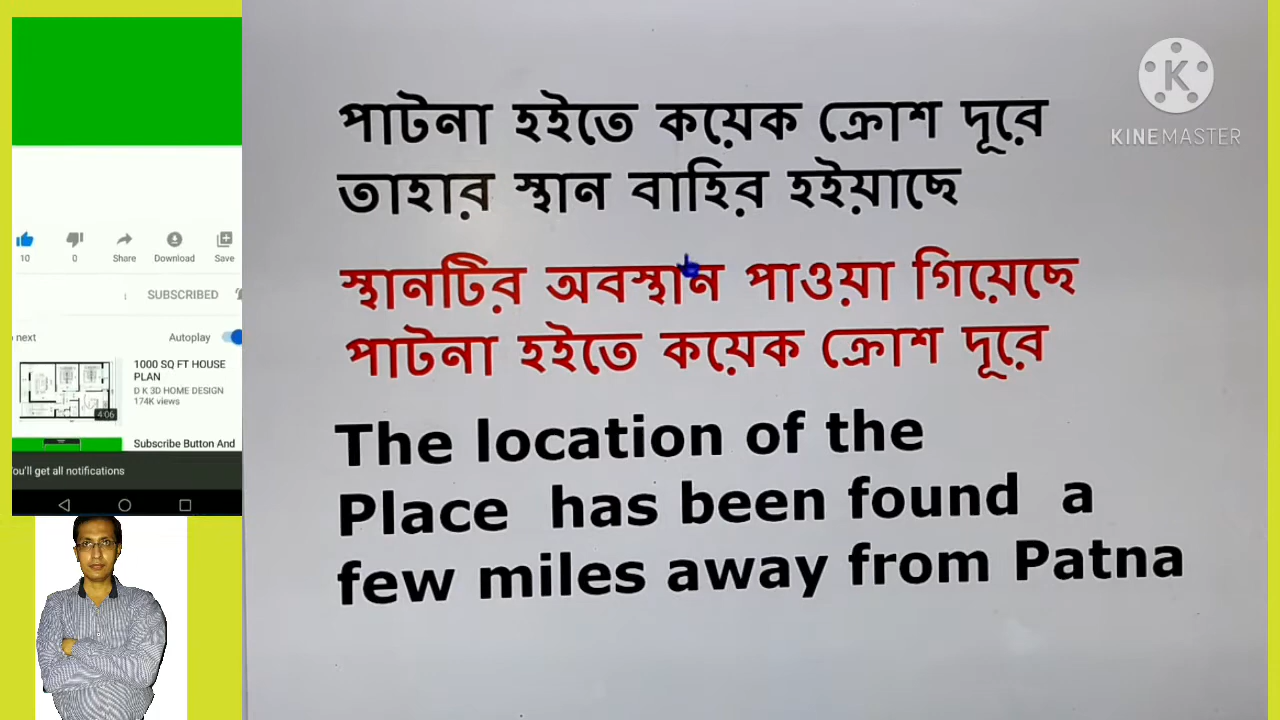 পাটনা হইতে কয়েক ক্রোশ দূরে
তাহার স্থান বাহির হইয়াছে
স্থানটির অবস্থান পাওয়া গিয়েছে
পাটনা হইতে কয়েক ক্রোশ দূরে
The location of the
Place has been found a
few miles away from Patna
K
KINEMASTER
10
0
Share
Download
Save
SUBSCRIBED
next
Autoplay
1000 SQ FT HOUSE
PLAN
D K 3D HOME DESIGN
174K views
4:06
Subscribe Button And
You'll get all notifications